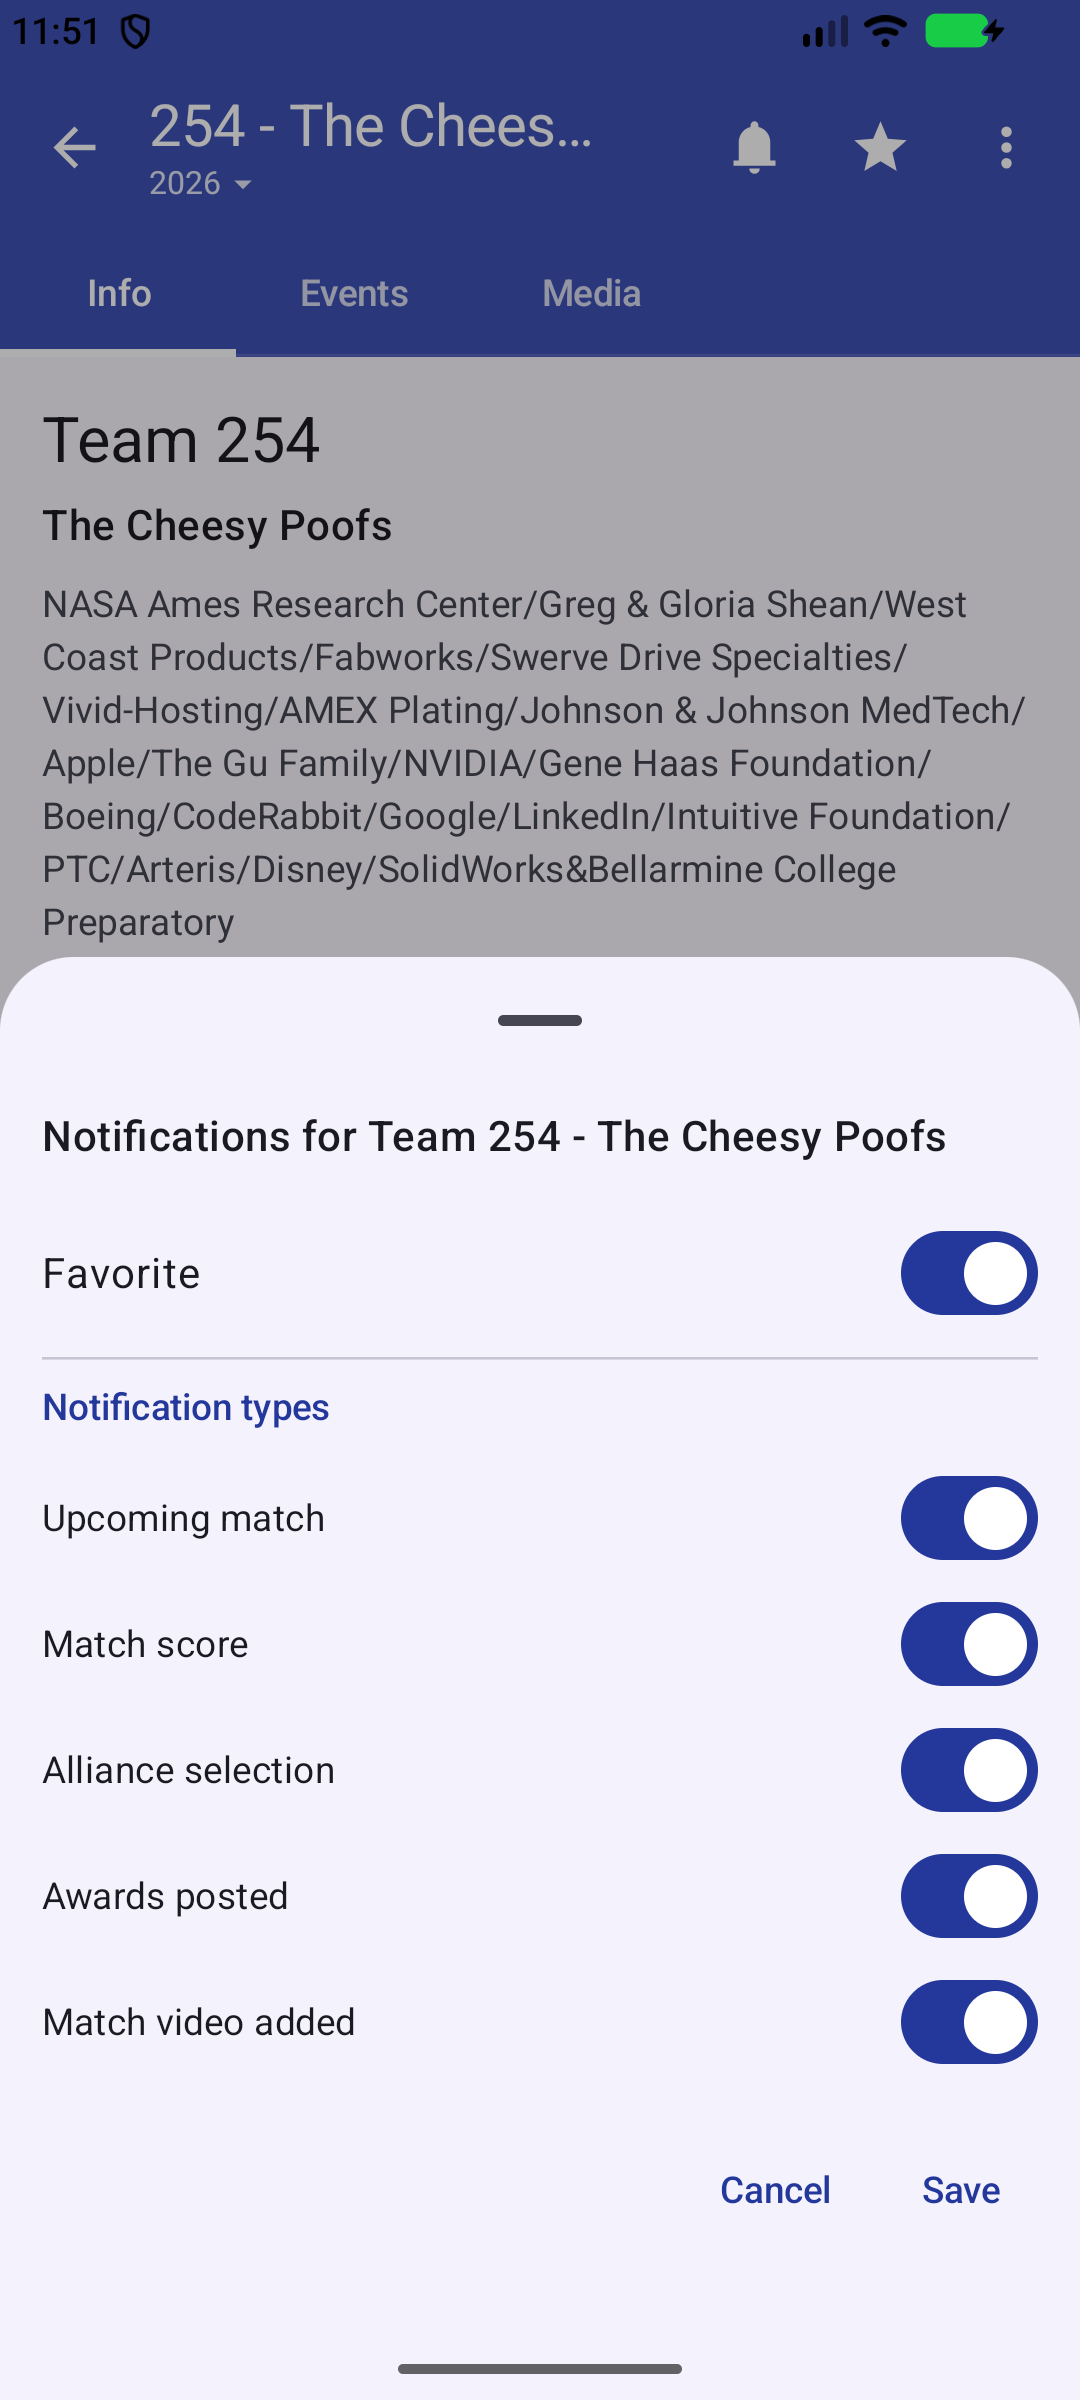 11:51
254 - The Chees...
2026
Info Events Media
Team 254
The Cheesy Poofs
NASA Ames Research Center/Greg & Gloria Shean/West
Coast Products/Fabworks/Swerve Drive Specialties/
Vivid-Hosting/AMEX Plating/Johnson & Johnson MedTech/
Apple/The Gu Family/NVIDIA/Gene Haas Foundation/
Boeing/CodeRabbit/Google/LinkedIn/Intuitive Foundation/
PTC/Arteris/Disney/SolidWorks&Bellarmine College
Preparatory
Notifications for Team 254 - The Cheesy Poofs
Favorite
Notification types
Upcoming match
Match score
Alliance selection
Awards posted
Match video added
Cancel Save